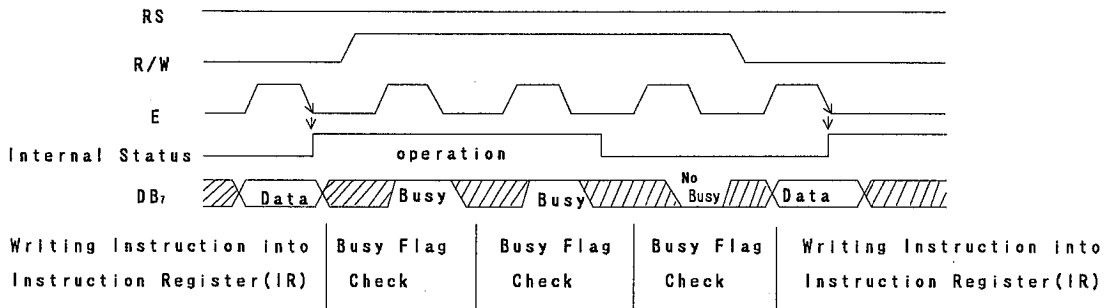 RS
R/W
E
Internal Status
operation
DB₇
Data
Busy
Busy
No
Busy
Data
Writing Instruction into
Instruction Register(IR)
Busy Flag
Check
Busy Flag
Check
Busy Flag
Check
Writing Instruction into
Instruction Register(IR)